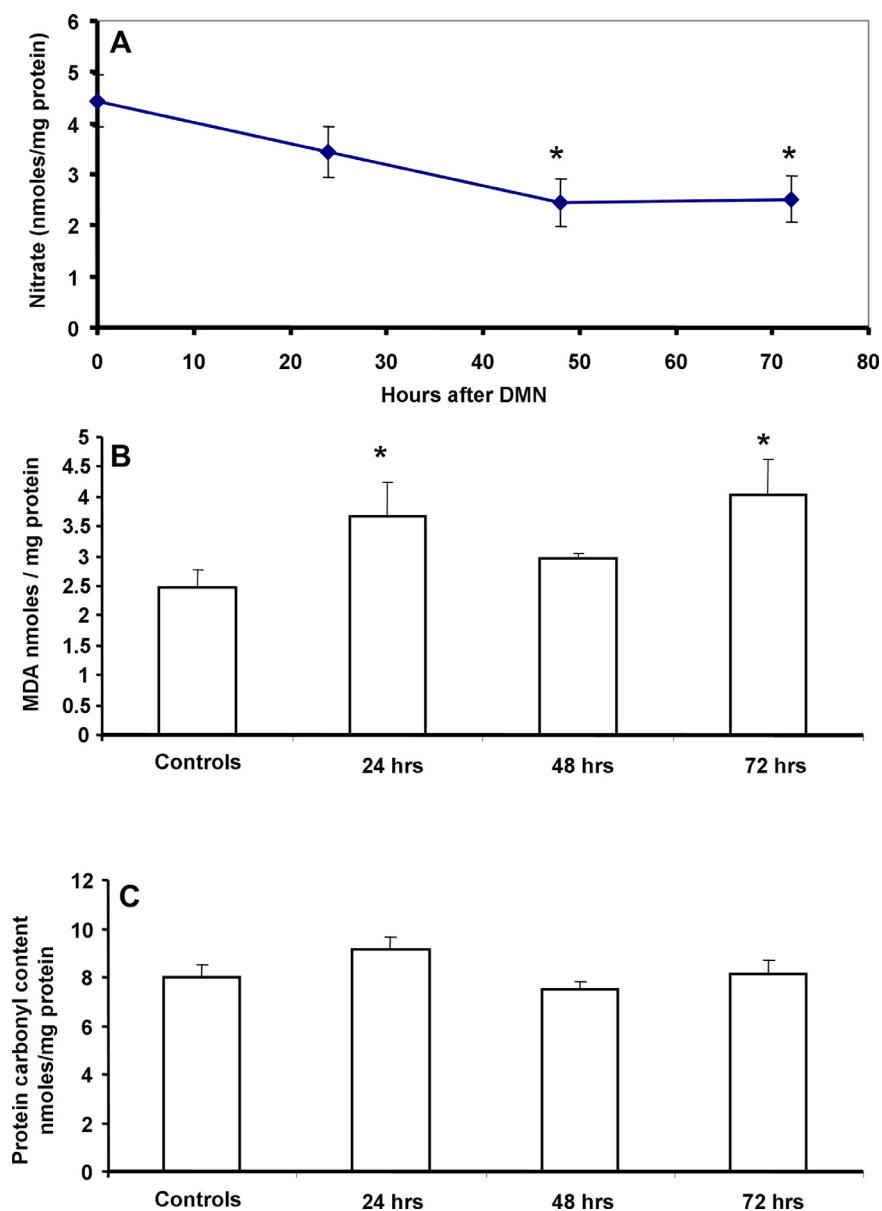 A
6
5
4
3
2
1
0
Nitrate (nmoles/mg protein)
* *
0 10 20 30 40 50 60 70 80
Hours after DMN
B
5
4.5
4
3.5
3
2.5
2
1.5
1
0.5
0
MDA nmoles / mg protein
* *
Controls 24 hrs 48 hrs 72 hrs
C
12
10
8
6
4
2
0
Protein carbonyl content
nmoles/mg protein
Controls 24 hrs 48 hrs 72 hrs